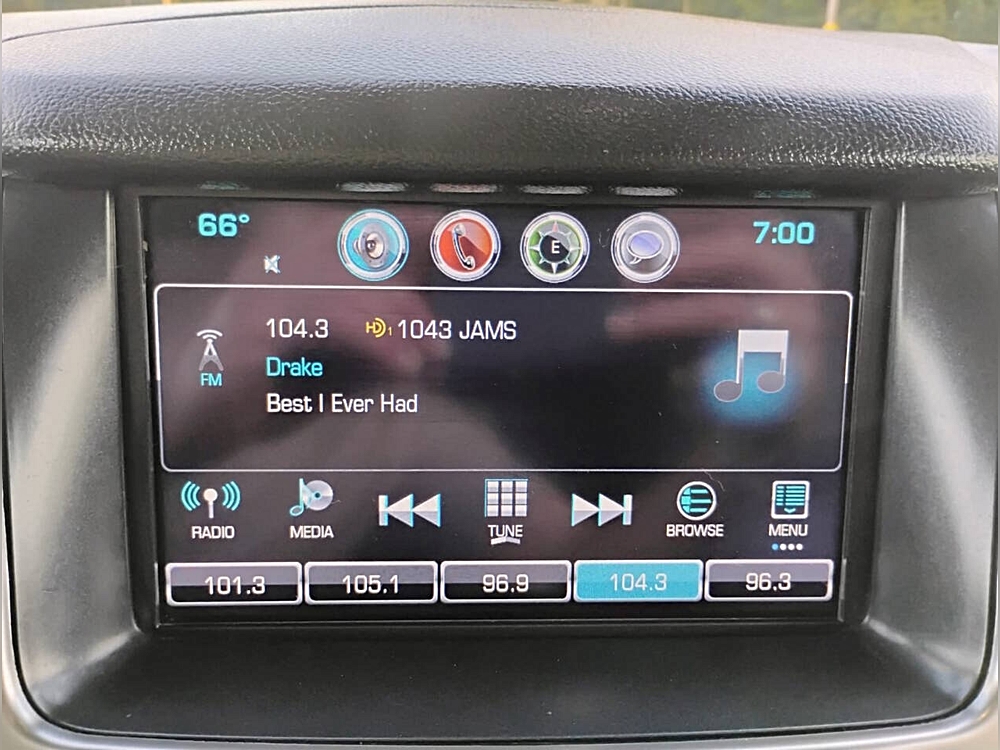 66° 7:00
E
104.3 HD1 1043 JAMS
FM
Drake
Best I Ever Had
RADIO MEDIA TUNE BROWSE MENU
101.3 105.1 96.9 104.3 96.3